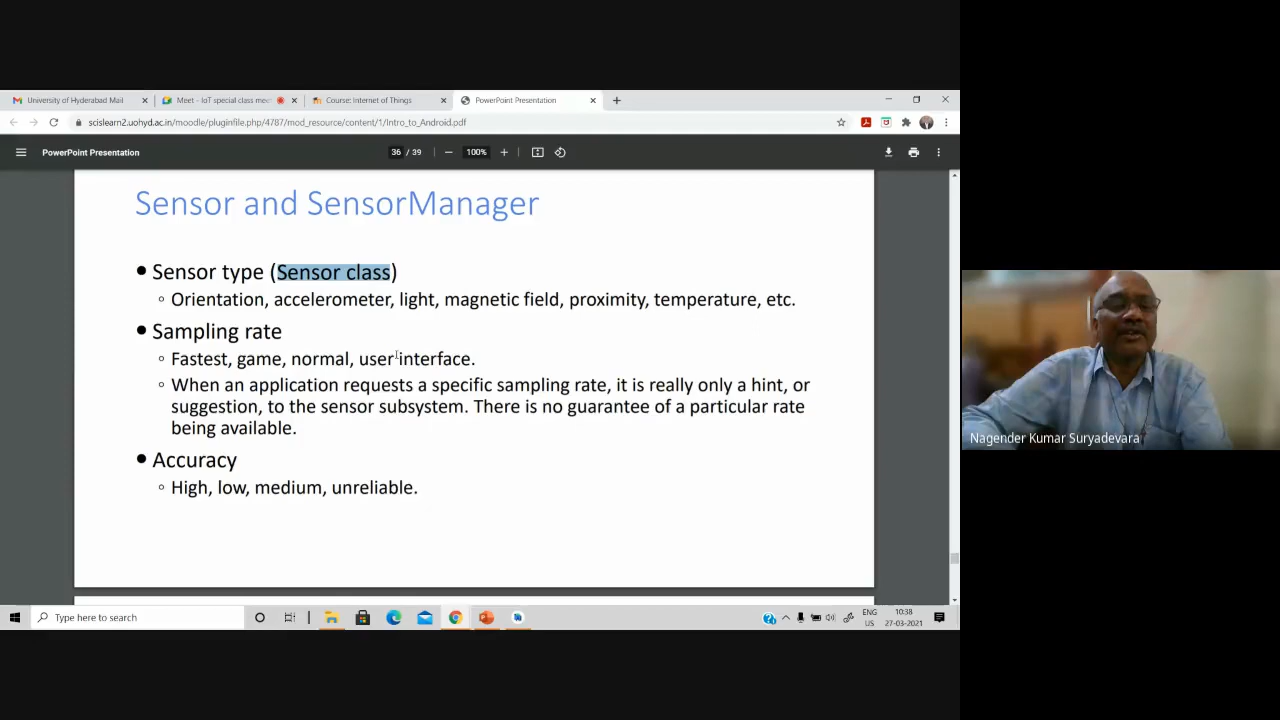 University of Hyderabad Mail
Meet - IoT special class mee
Course: Internet of Things
PowerPoint Presentation
scislearn2.uohyd.ac.in/moodle/pluginfile.php/4787/mod_resource/content/1/Intro_to_Android.pdf
PowerPoint Presentation
36 / 39
100%
Sensor and SensorManager
• Sensor type (Sensor class)
◦ Orientation, accelerometer, light, magnetic field, proximity, temperature, etc.
• Sampling rate
◦ Fastest, game, normal, user interface.
◦ When an application requests a specific sampling rate, it is really only a hint, or
suggestion, to the sensor subsystem. There is no guarantee of a particular rate
being available.
• Accuracy
◦ High, low, medium, unreliable.
Nagender Kumar Suryadevara
Type here to search
ENG
US
10:38
27-03-2021